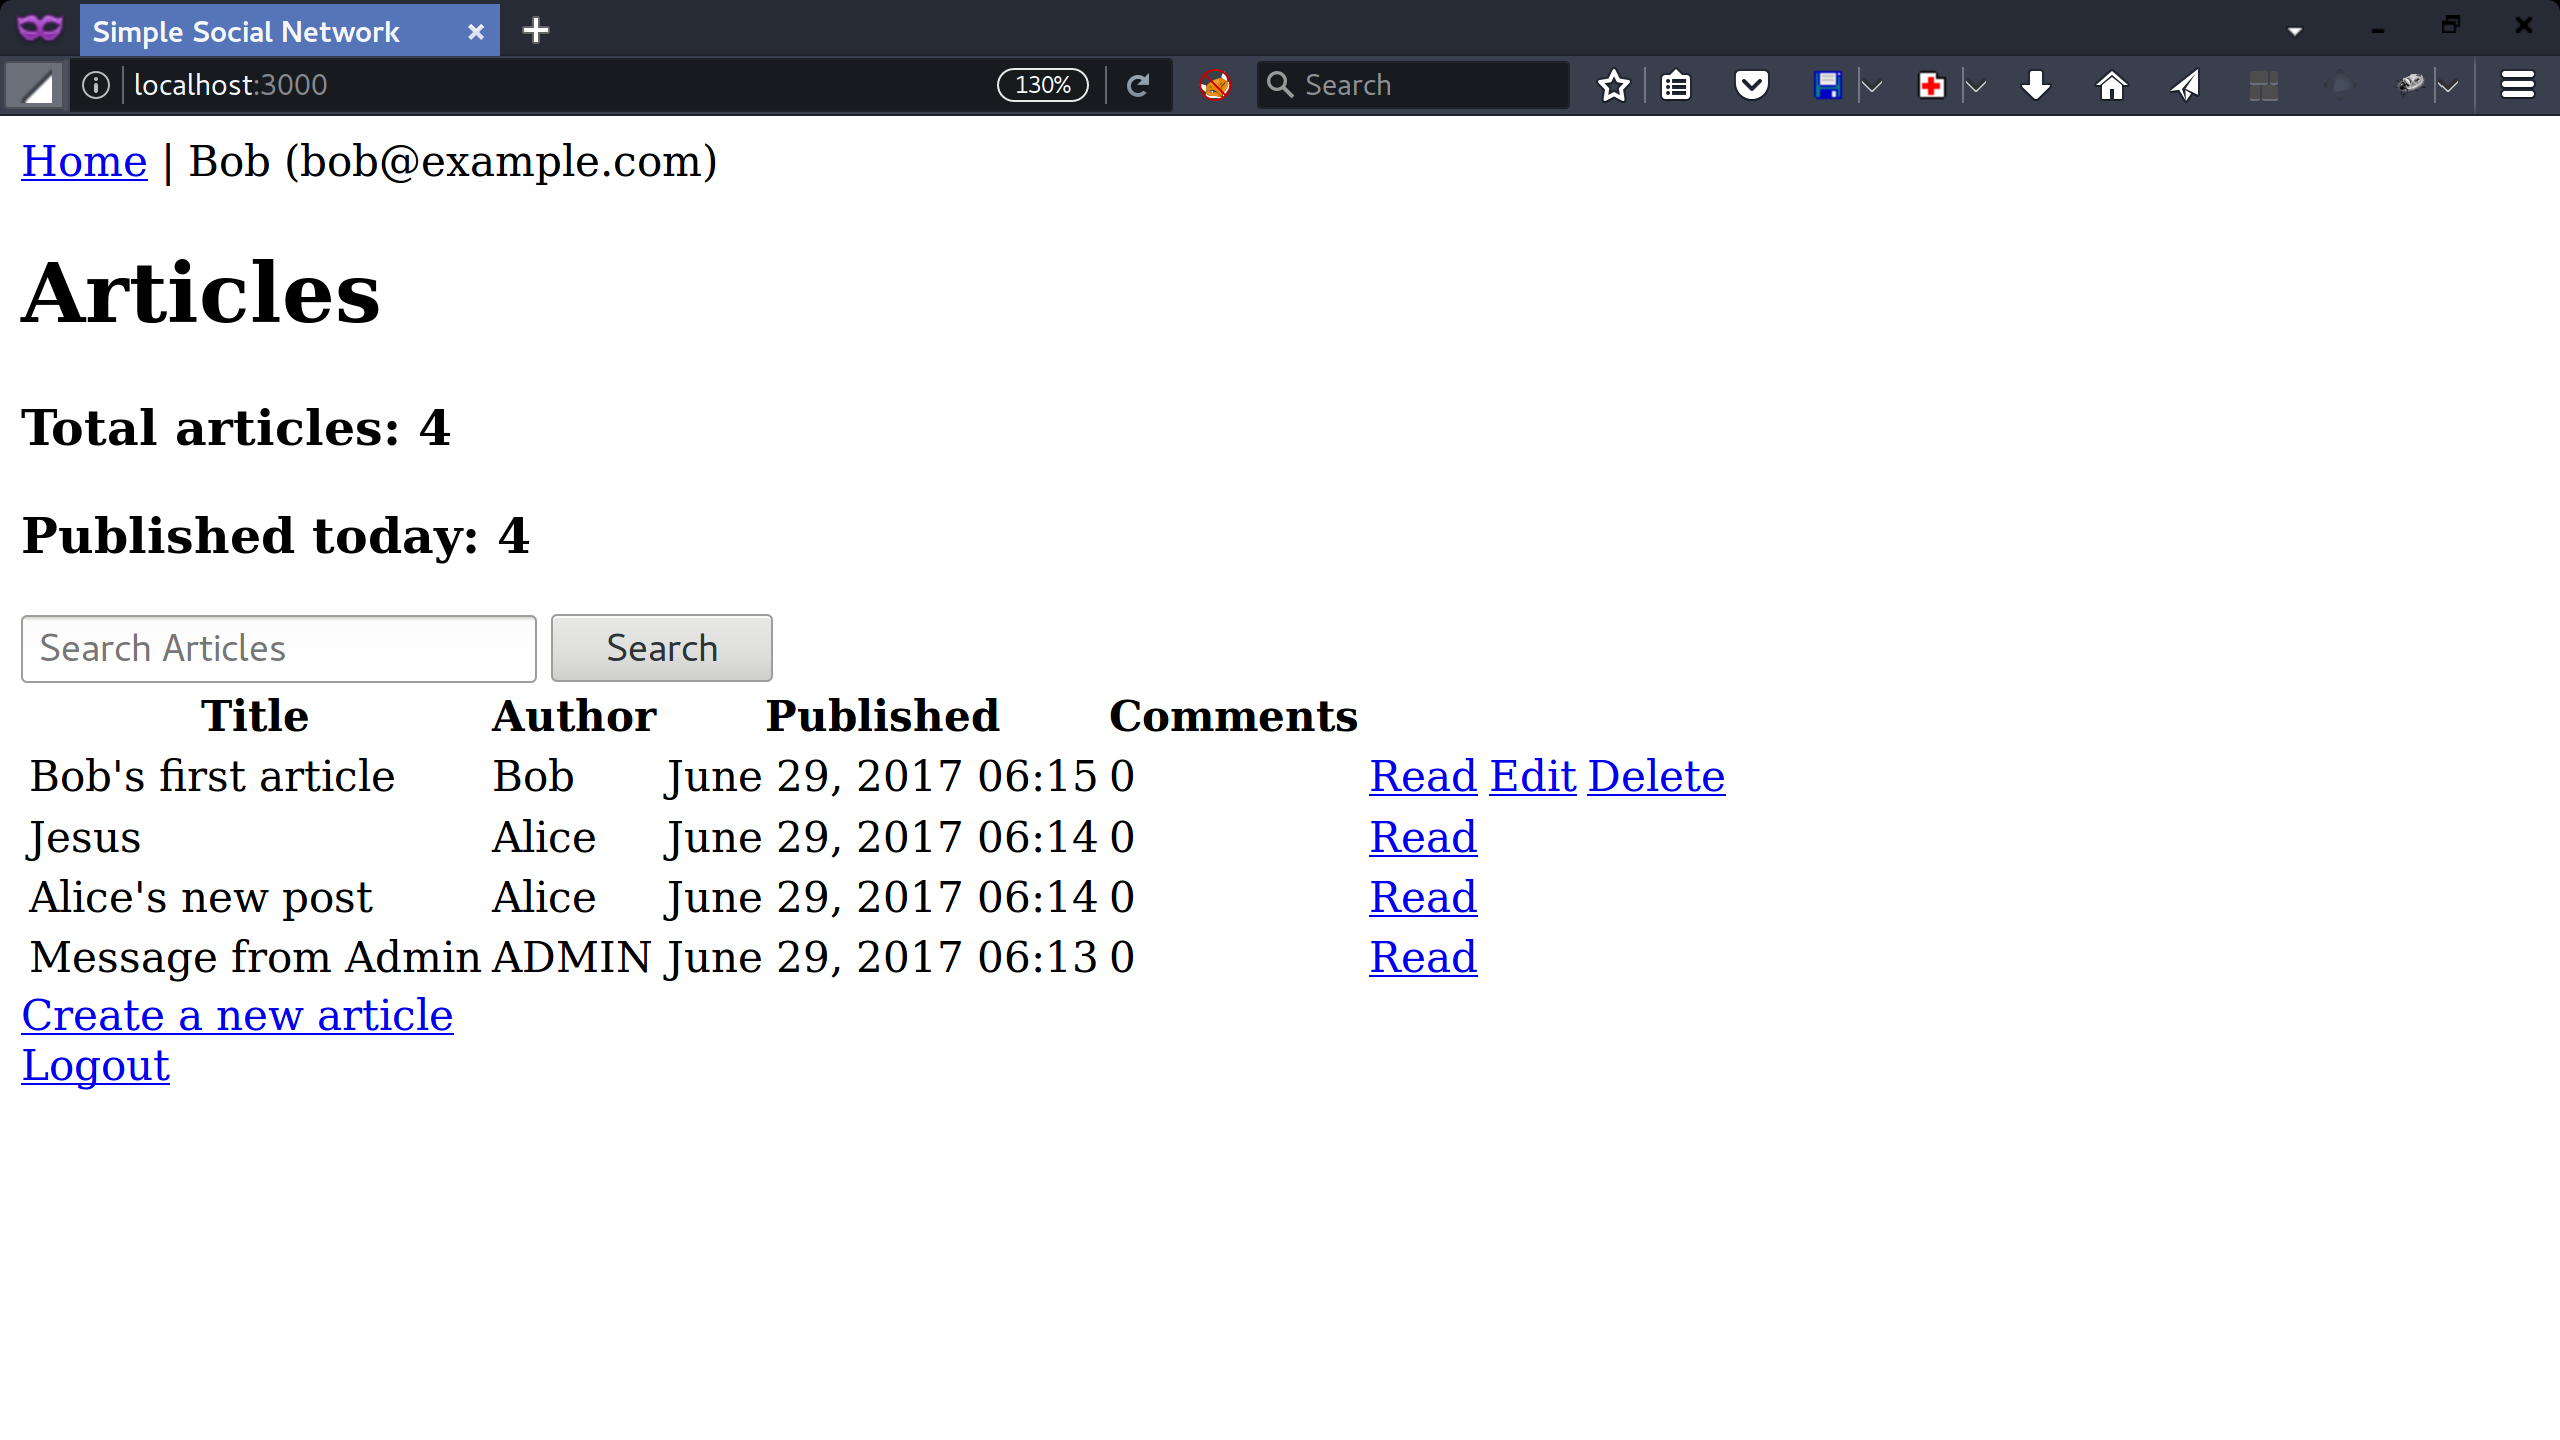 Simple Social Network
localhost:3000 130% Search
Home | Bob (bob@example.com)
Articles
Total articles: 4
Published today: 4
Search Articles Search
Title Author Published Comments
Bob's first article Bob June 29, 2017 06:15 0 Read Edit Delete
Jesus Alice June 29, 2017 06:14 0 Read
Alice's new post Alice June 29, 2017 06:14 0 Read
Message from Admin ADMIN June 29, 2017 06:13 0 Read
Create a new article
Logout